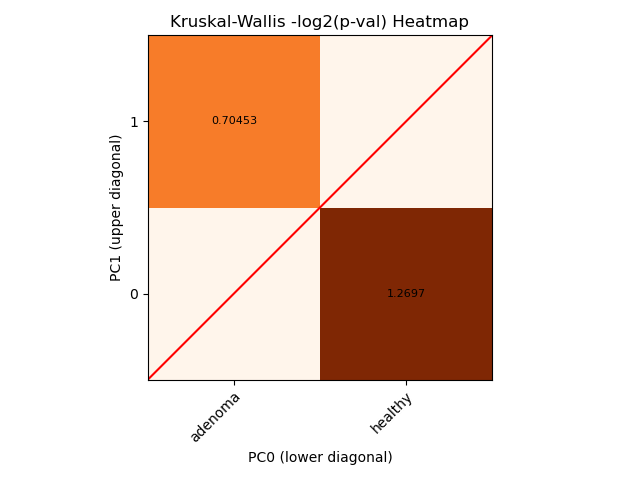 Kruskal-Wallis -log2(p-val) Heatmap
PC1 (upper diagonal)
1
0
0.70453
1.2697
adenoma
healthy
PC0 (lower diagonal)